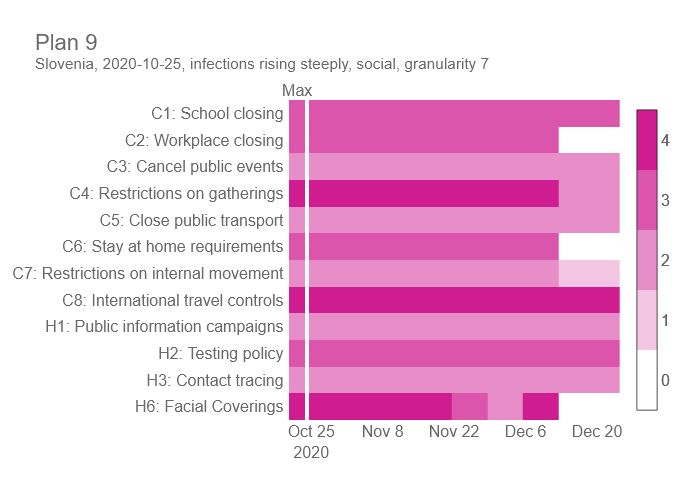 Plan 9
Slovenia, 2020-10-25, infections rising steeply, social, granularity 7
Max
C1: School closing
C2: Workplace closing
C3: Cancel public events
C4: Restrictions on gatherings
C5: Close public transport
C6: Stay at home requirements
C7: Restrictions on internal movement
C8: International travel controls
H1: Public information campaigns
H2: Testing policy
H3: Contact tracing
H6: Facial Coverings
4
3
2
1
0
Oct 25 Nov 8 Nov 22 Dec 6 Dec 20
2020